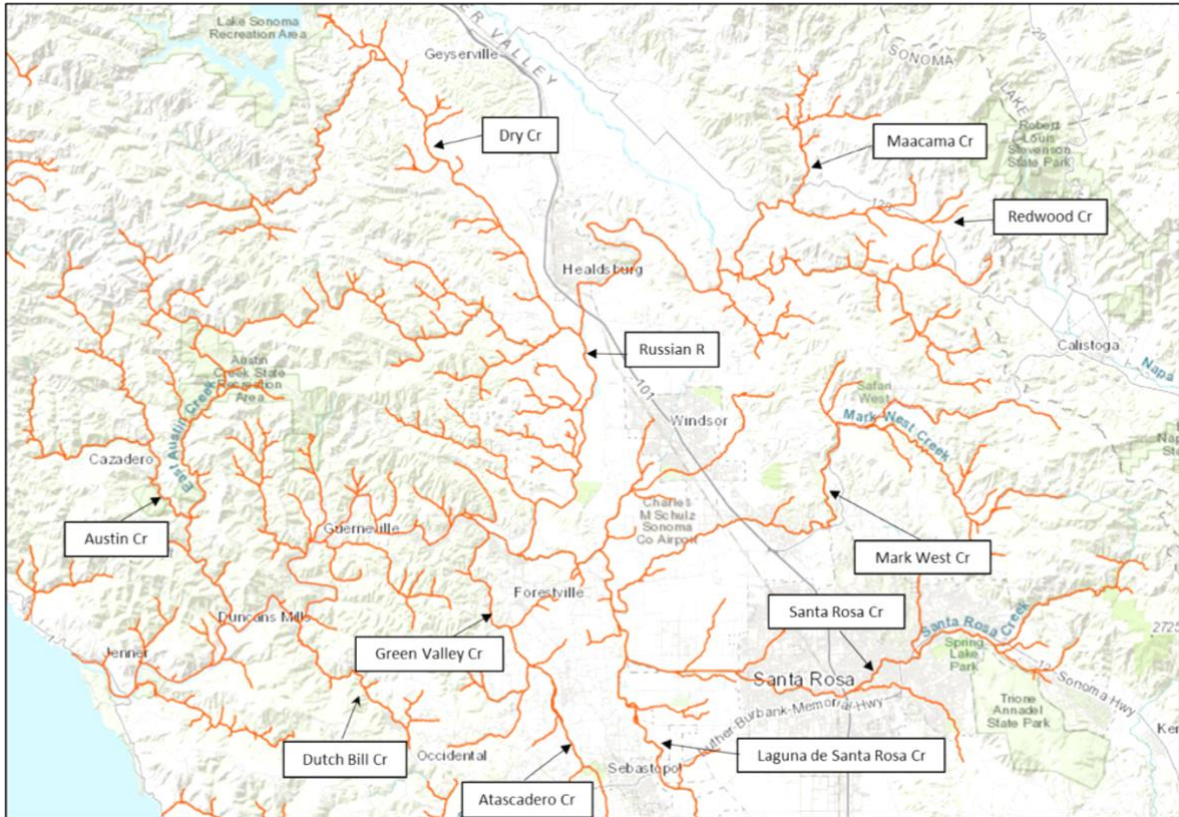 Lake Sonoma
Recreation Area
Geyserville
VALLEY
SONOMA
LAKE
29
Robert
Louis
Stevenson
State Park
Dry Cr
Maacama Cr
128
Redwood Cr
Healdsburg
Russian R
Calistoga
Napa
Austin
Creek State
Recreation
Area
East Austin Creek
101
Windsor
Safari
West
Mark West Creek
Cazadero
Charles
M Schulz
Sonoma
Co Airport
Guerneville
Austin Cr
Mark West Cr
Forestville
Duncans Mills
Santa Rosa Cr
Santa Rosa Creek
Spring
Lake
Park
2725
Jenner
Green Valley Cr
Santa Rosa
12
Sonoma Hwy
Trione
Annadel
State Park
Ken
Luther-Burbank-Memorial-Hwy
Dutch Bill Cr
Occidental
Laguna de Santa Rosa Cr
Sebastopol
Atascadero Cr